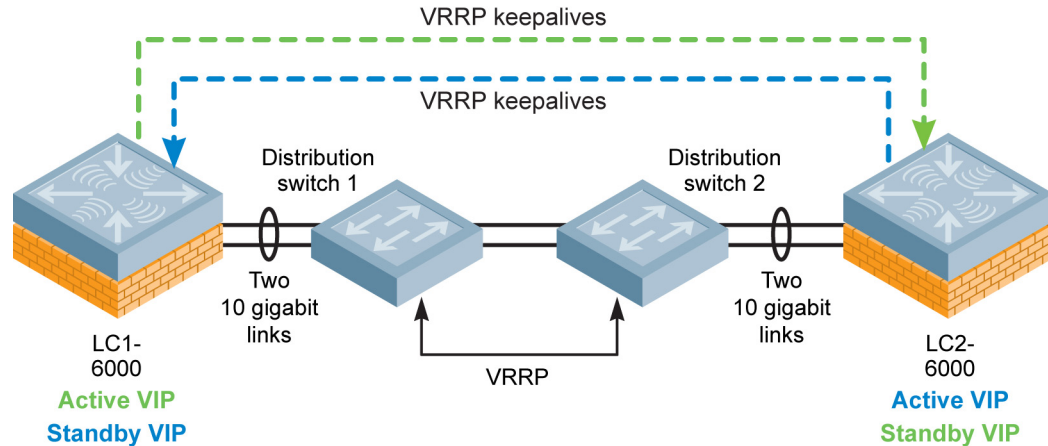 VRRP keepalives
VRRP keepalives
Distribution
switch 1
Distribution
switch 2
Two
10 gigabit
links
Two
10 gigabit
links
LC1-
6000
Active VIP
Standby VIP
VRRP
LC2-
6000
Active VIP
Standby VIP